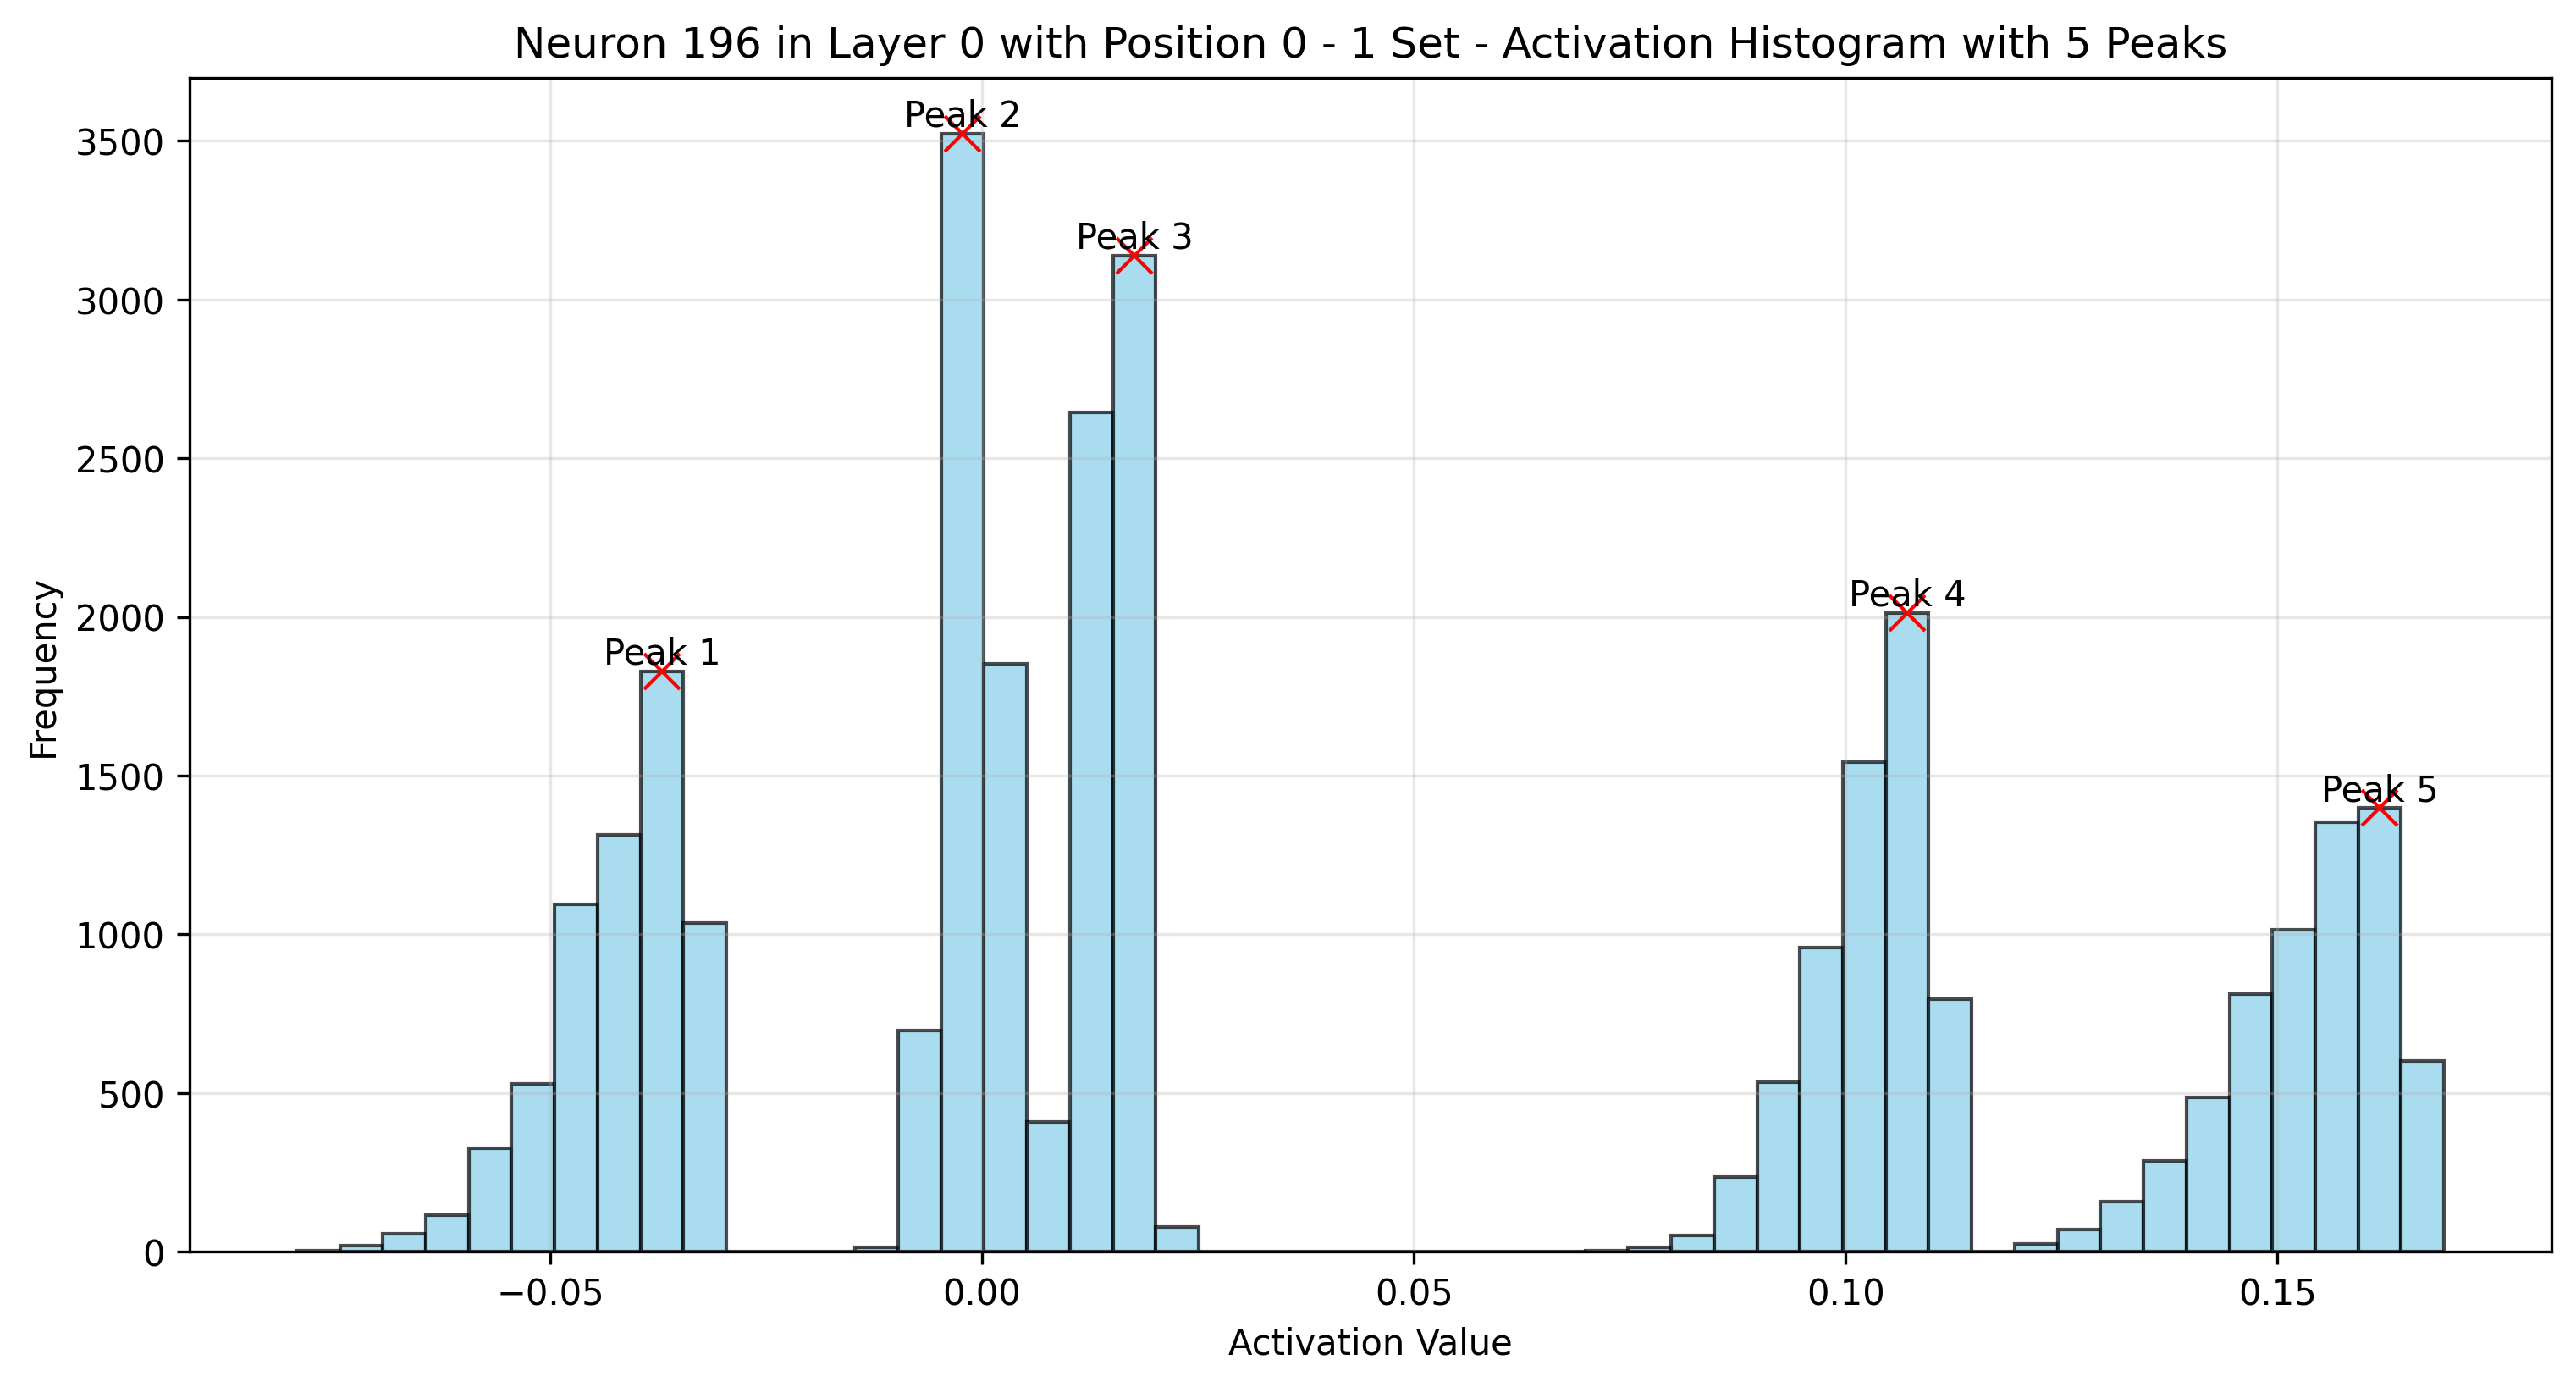 Neuron 196 in Layer 0 with Position 0 - 1 Set - Activation Histogram with 5 Peaks
Peak 2
3500
Peak 3
3000
2500
Peak 4
2000
Peak 1
Frequency
1500
Peak 5
1000
500
0
−0.05 0.00 0.05 0.10 0.15
Activation Value